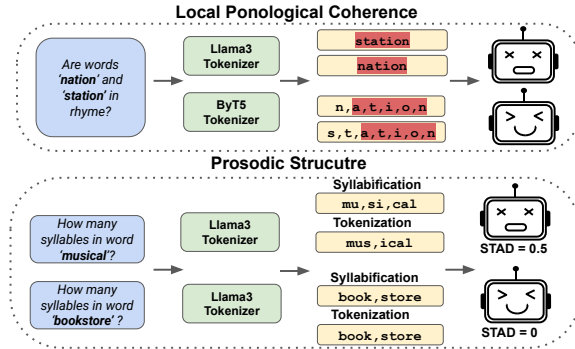 Local Ponological Coherence
Are words
'nation' and
'station' in
rhyme?
Llama3
Tokenizer
station
nation
ByT5
Tokenizer
n,a,t,i,o,n
s,t,a,t,i,o,n
Prosodic Strucutre
How many
syllables in word
'musical'?
Llama3
Tokenizer
Syllabification
mu,si,cal
Tokenization
mus,ical
STAD = 0.5
How many
syllables in word
'bookstore' ?
Llama3
Tokenizer
Syllabification
book,store
Tokenization
book,store
STAD = 0